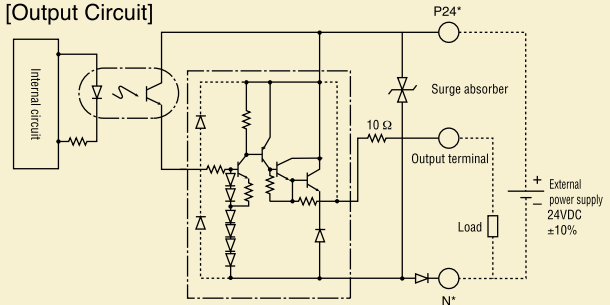 [Output Circuit]
P24*
Internal circuit
Surge absorber
10 Ω
Output terminal
+
−
External
power supply
24VDC
±10%
Load
N*